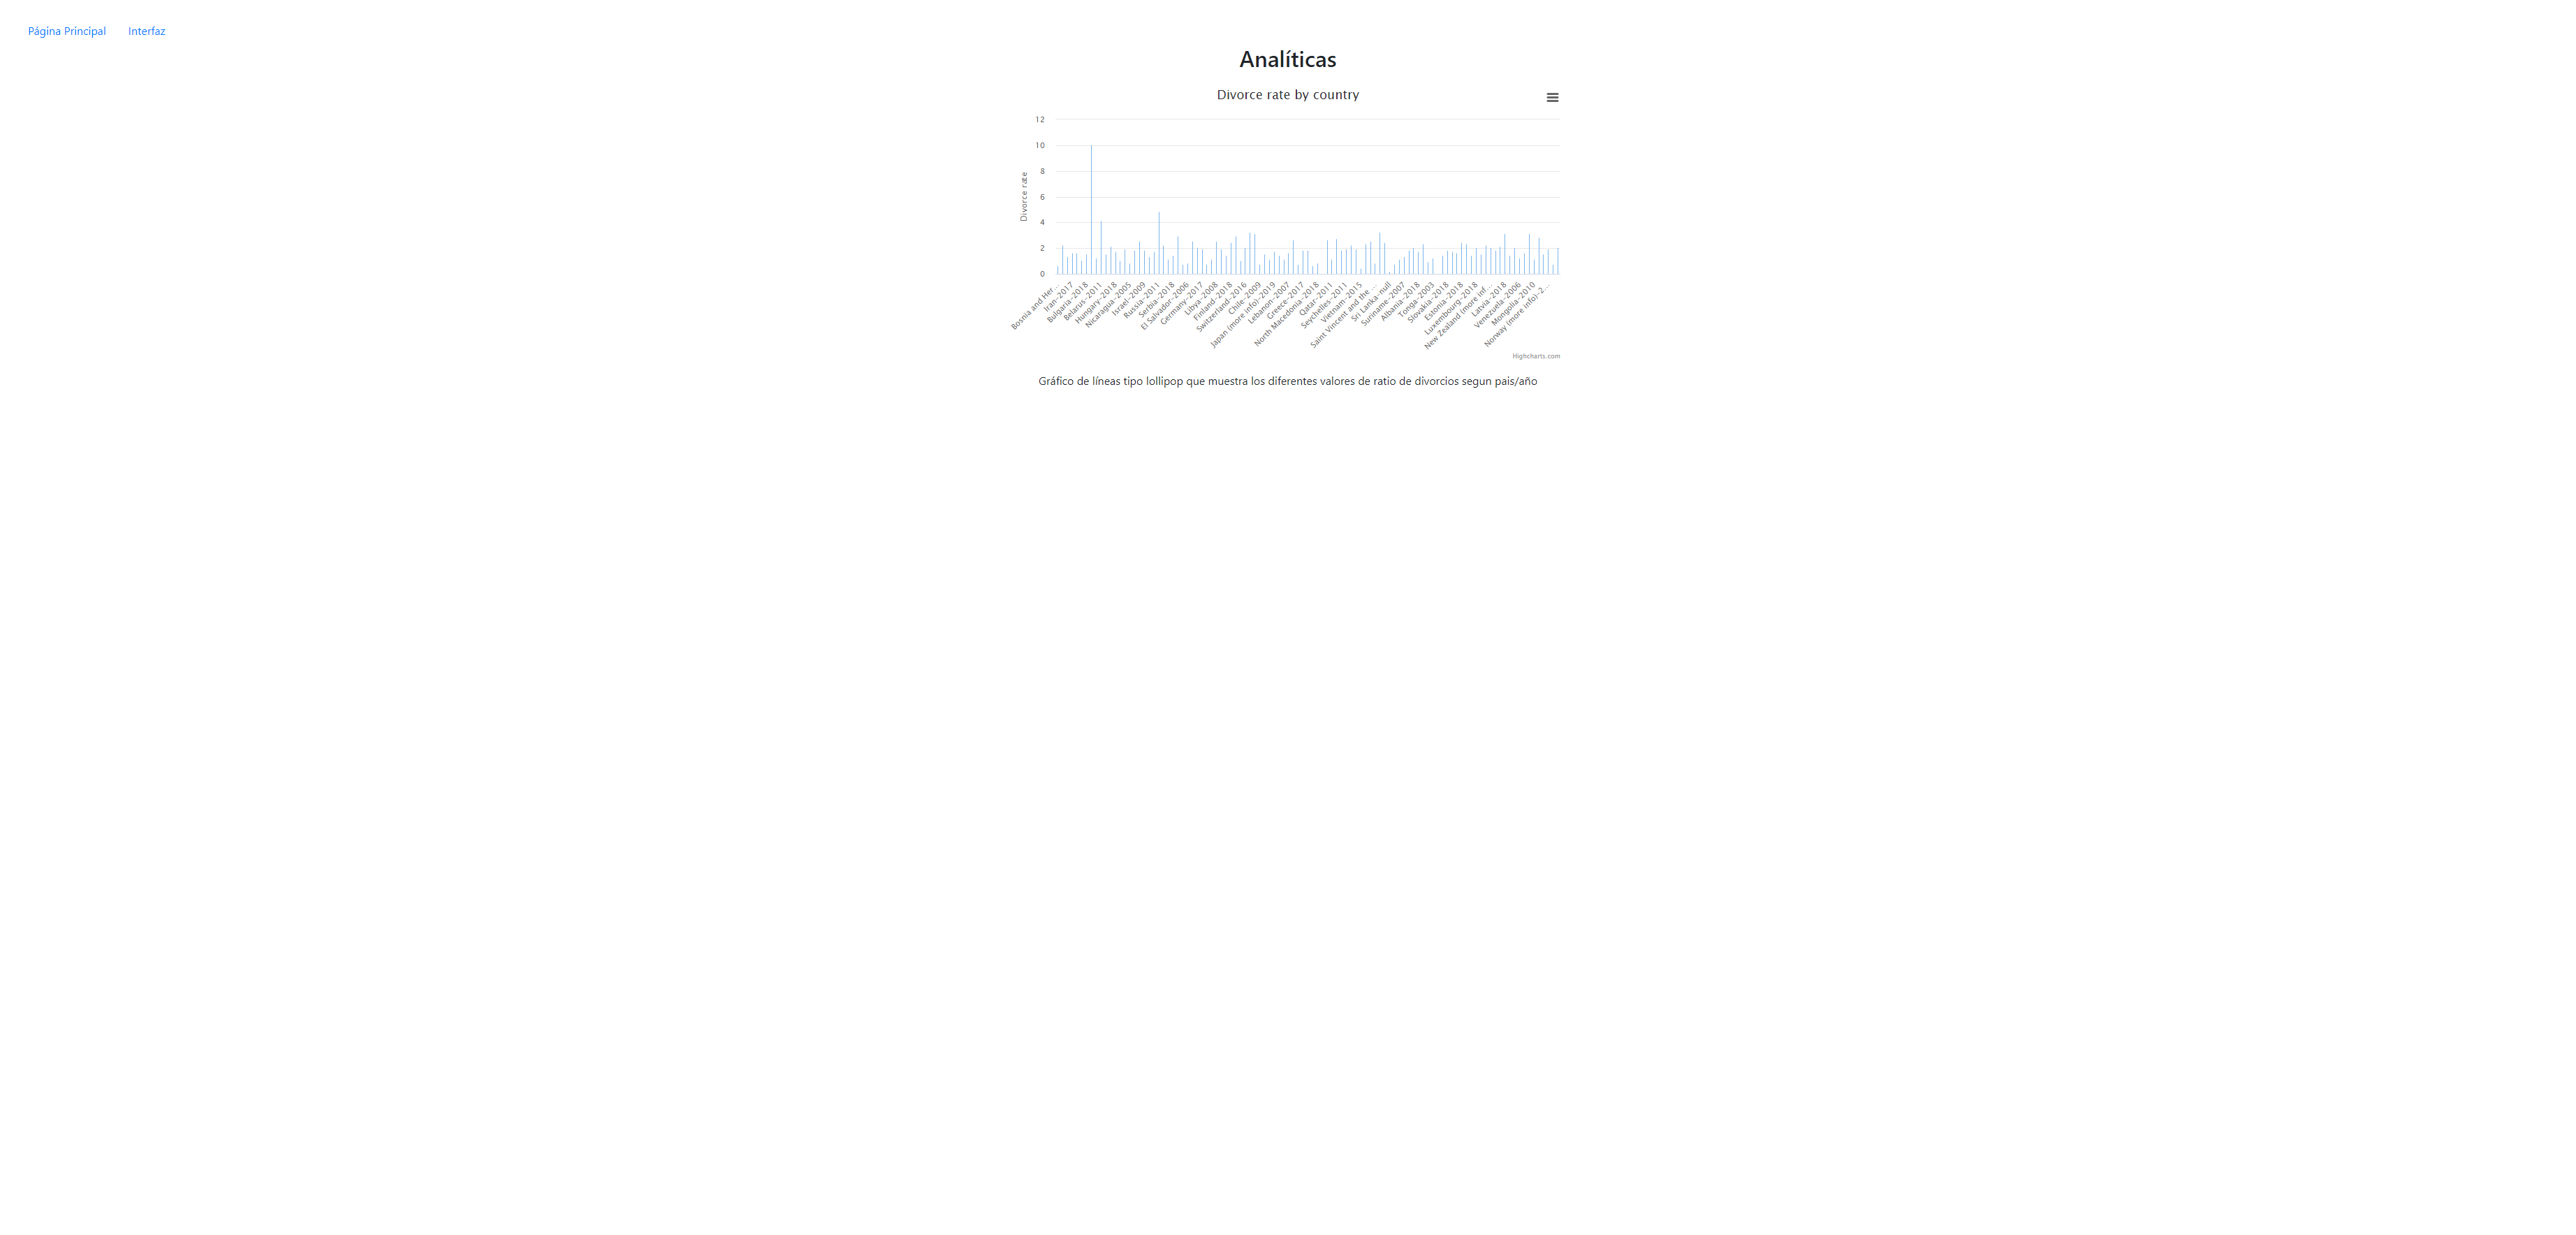 Página Principal Interfaz
Analíticas
Divorce rate by country
12
10
8
6
4
2
0
Divorce rate
Bosnia and Her…
Iran-2017
Bulgaria-2018
Belarus-2011
Hungary-2018
Nicaragua-2005
Israel-2009
Russia-2011
Serbia-2018
El Salvador-2006
Germany-2017
Libya-2008
Finland-2018
Switzerland-2016
Chile-2009
Japan (more info)-2019
Lebanon-2007
Greece-2017
North Macedonia-2018
Qatar-2011
Seychelles-2011
Vietnam-2015
Saint Vincent and the …
Sri Lanka-null
Suriname-2007
Albania-2018
Tonga-2003
Slovakia-2018
Estonia-2018
Luxembourg-2018
New Zealand (more inf…
Latvia-2018
Venezuela-2006
Mongolia-2010
Norway (more info)-2…
Highcharts.com
Gráfico de líneas tipo lollipop que muestra los diferentes valores de ratio de divorcios segun pais/año